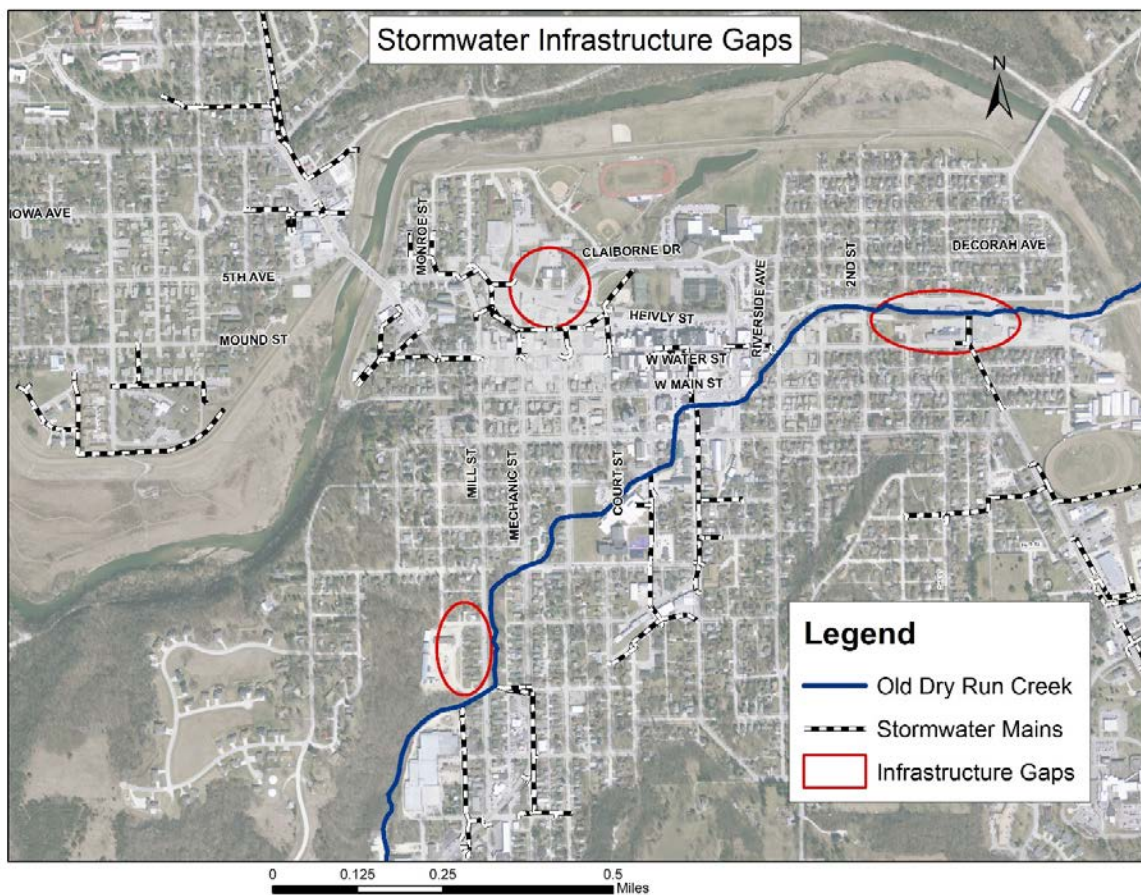 Stormwater Infrastructure Gaps
N
IOWA AVE
MONROE ST
CLAIBORNE DR
2ND ST
DECORAH AVE
5TH AVE
RIVERSIDE AVE
HEIVLY ST
MOUND ST
W WATER ST
W MAIN ST
MILL ST
MECHANIC ST
COURT ST
Legend
Old Dry Run Creek
Stormwater Mains
Infrastructure Gaps
0 0.125 0.25 0.5
Miles